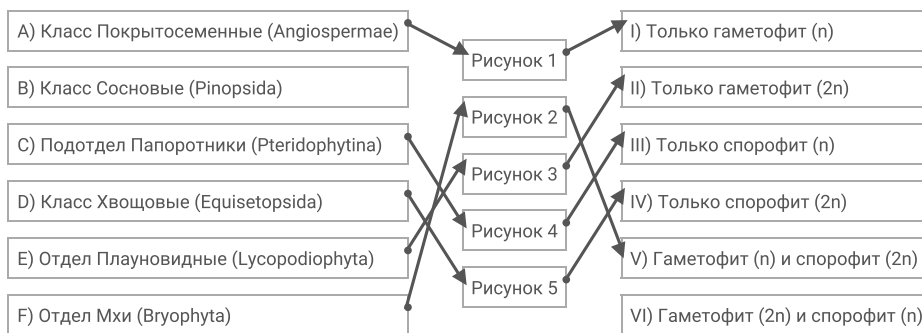 A) Класс Покрытосеменные (Angiospermae)
B) Класс Сосновые (Pinopsida)
C) Подотдел Папоротники (Pteridophytina)
D) Класс Хвощовые (Equisetopsida)
E) Отдел Плауновидные (Lycopodiophyta)
F) Отдел Мхи (Bryophyta)
Рисунок 1
Рисунок 2
Рисунок 3
Рисунок 4
Рисунок 5
I) Только гаметофит (n)
II) Только гаметофит (2n)
III) Только спорофит (n)
IV) Только спорофит (2n)
V) Гаметофит (n) и спорофит (2n)
VI) Гаметофит (2n) и спорофит (n)